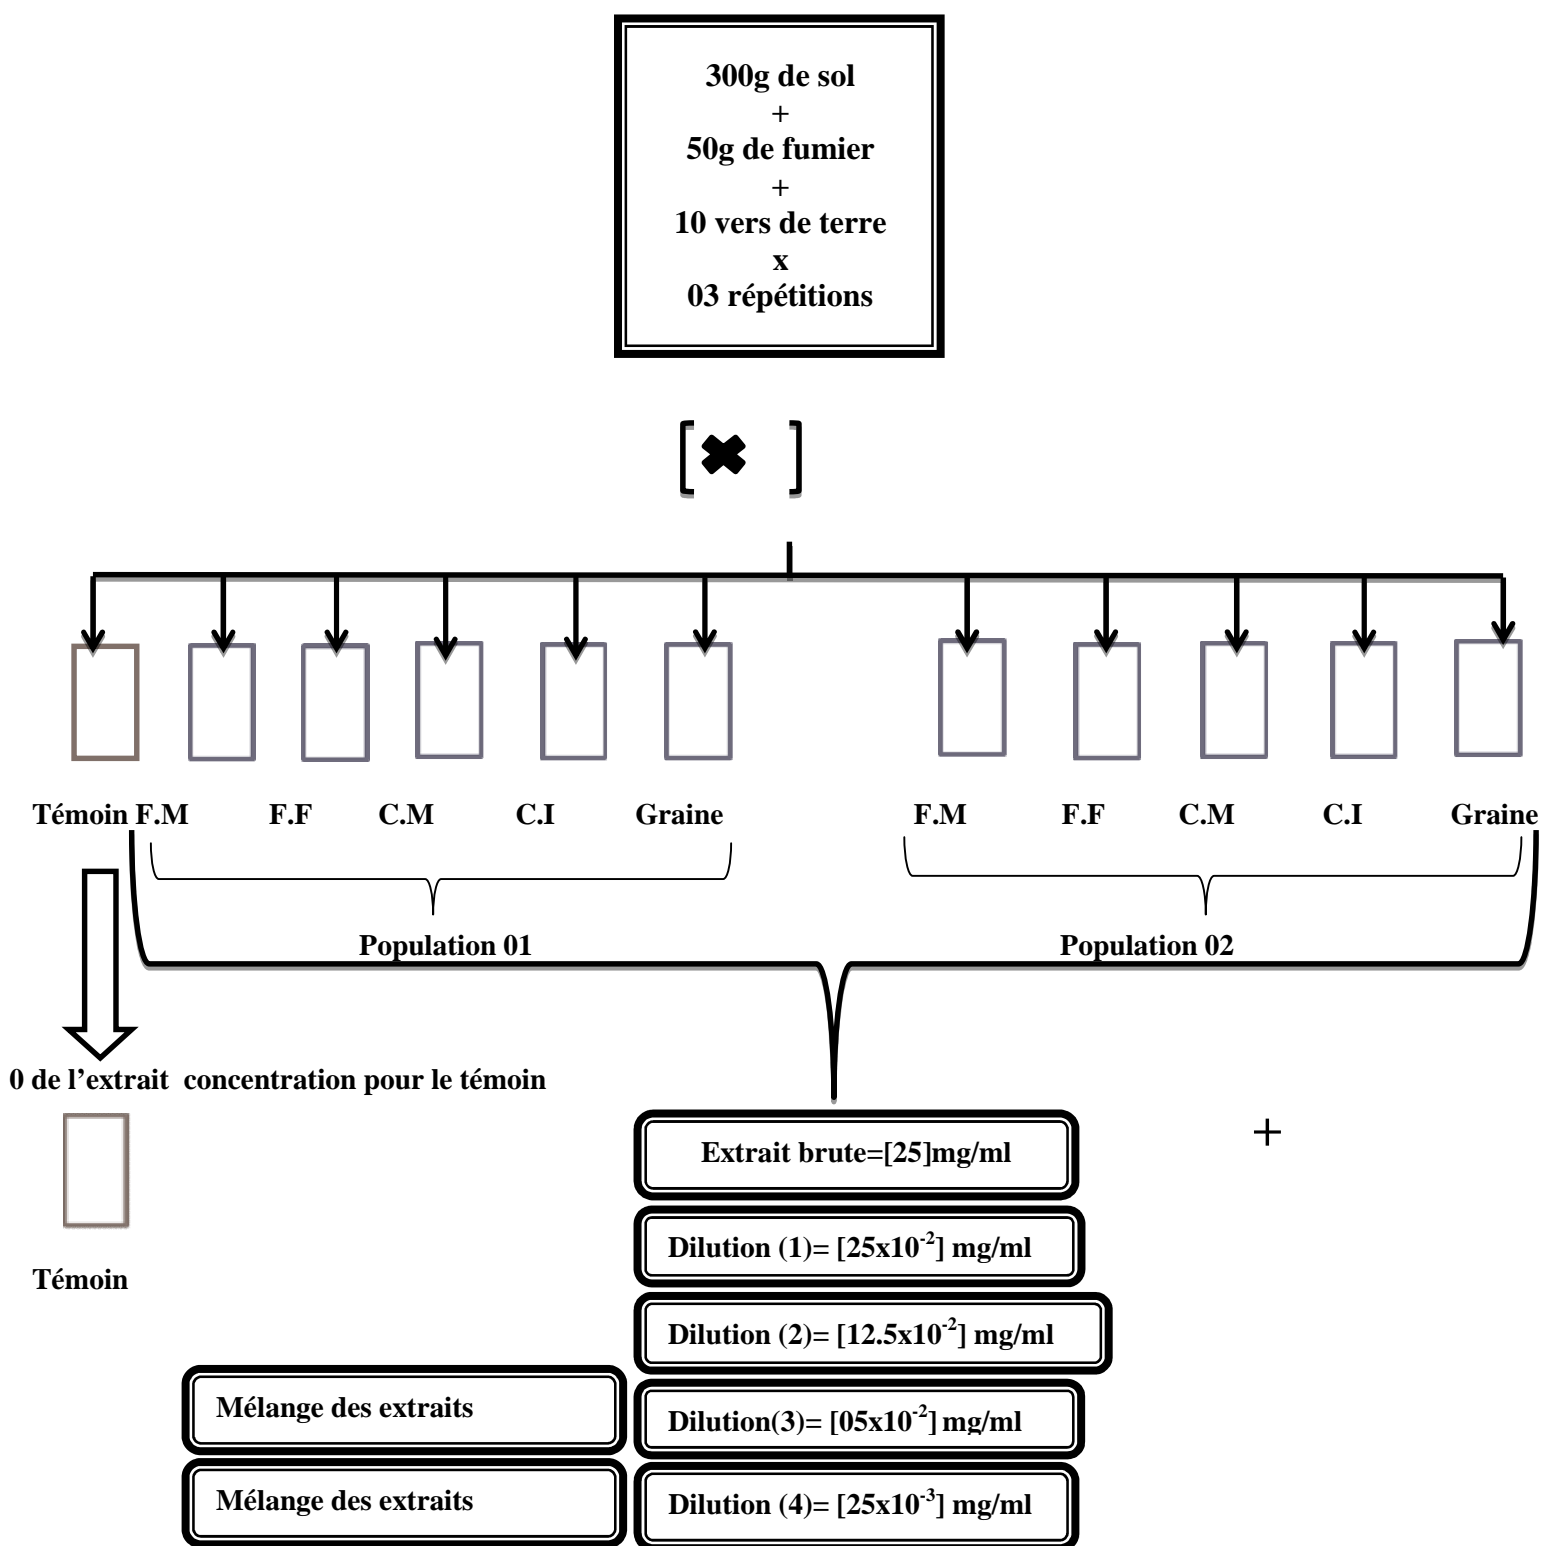 300g de sol
+
50g de fumier
+
10 vers de terre
x
03 répétitions
[✖ ]
Témoin F.M F.F C.M C.I Graine F.M F.F C.M C.I Graine
Population 01 Population 02
0 de l’extrait concentration pour le témoin
Témoin
+
Extrait brute=[25]mg/ml
Dilution (1)= [25x10⁻²] mg/ml
Dilution (2)= [12.5x10⁻²] mg/ml
Mélange des extraits
Dilution(3)= [05x10⁻²] mg/ml
Mélange des extraits
Dilution (4)= [25x10⁻³] mg/ml